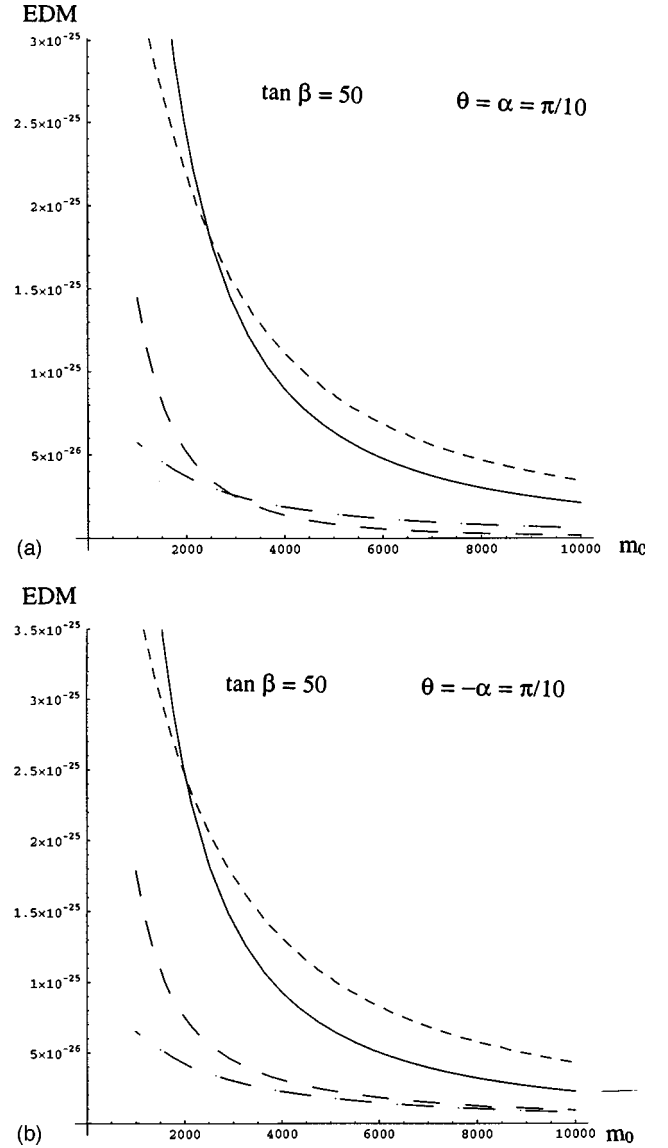 EDM
3×10⁻²⁵
tan β = 50 θ = α = π/10
2.5×10⁻²⁵
2×10⁻²⁵
1.5×10⁻²⁵
1×10⁻²⁵
5×10⁻²⁶
(a) 2000 4000 6000 8000 10000 m₀
EDM
3.5×10⁻²⁵
tan β = 50 θ = −α = π/10
3×10⁻²⁵
2.5×10⁻²⁵
2×10⁻²⁵
1.5×10⁻²⁵
1×10⁻²⁵
5×10⁻²⁶
(b) 2000 4000 6000 8000 10000 m₀